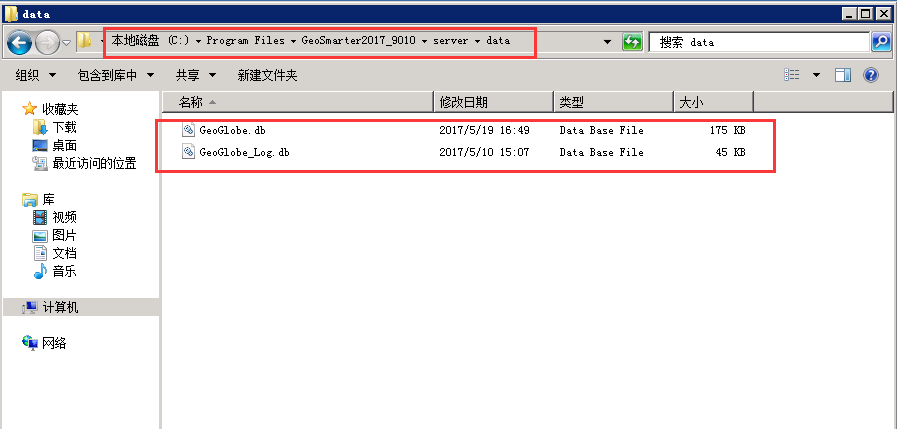 data
本地磁盘 (C:) ▾ Program Files ▾ GeoSmarter2017_9010 ▾ server ▾ data
搜索 data
组织 包含到库中 共享 新建文件夹
名称 修改日期 类型 大小
GeoGlobe.db 2017/5/19 16:49 Data Base File 175 KB
GeoGlobe_Log.db 2017/5/10 15:07 Data Base File 45 KB
收藏夹
下载
桌面
最近访问的位置
库
视频
图片
文档
音乐
计算机
网络